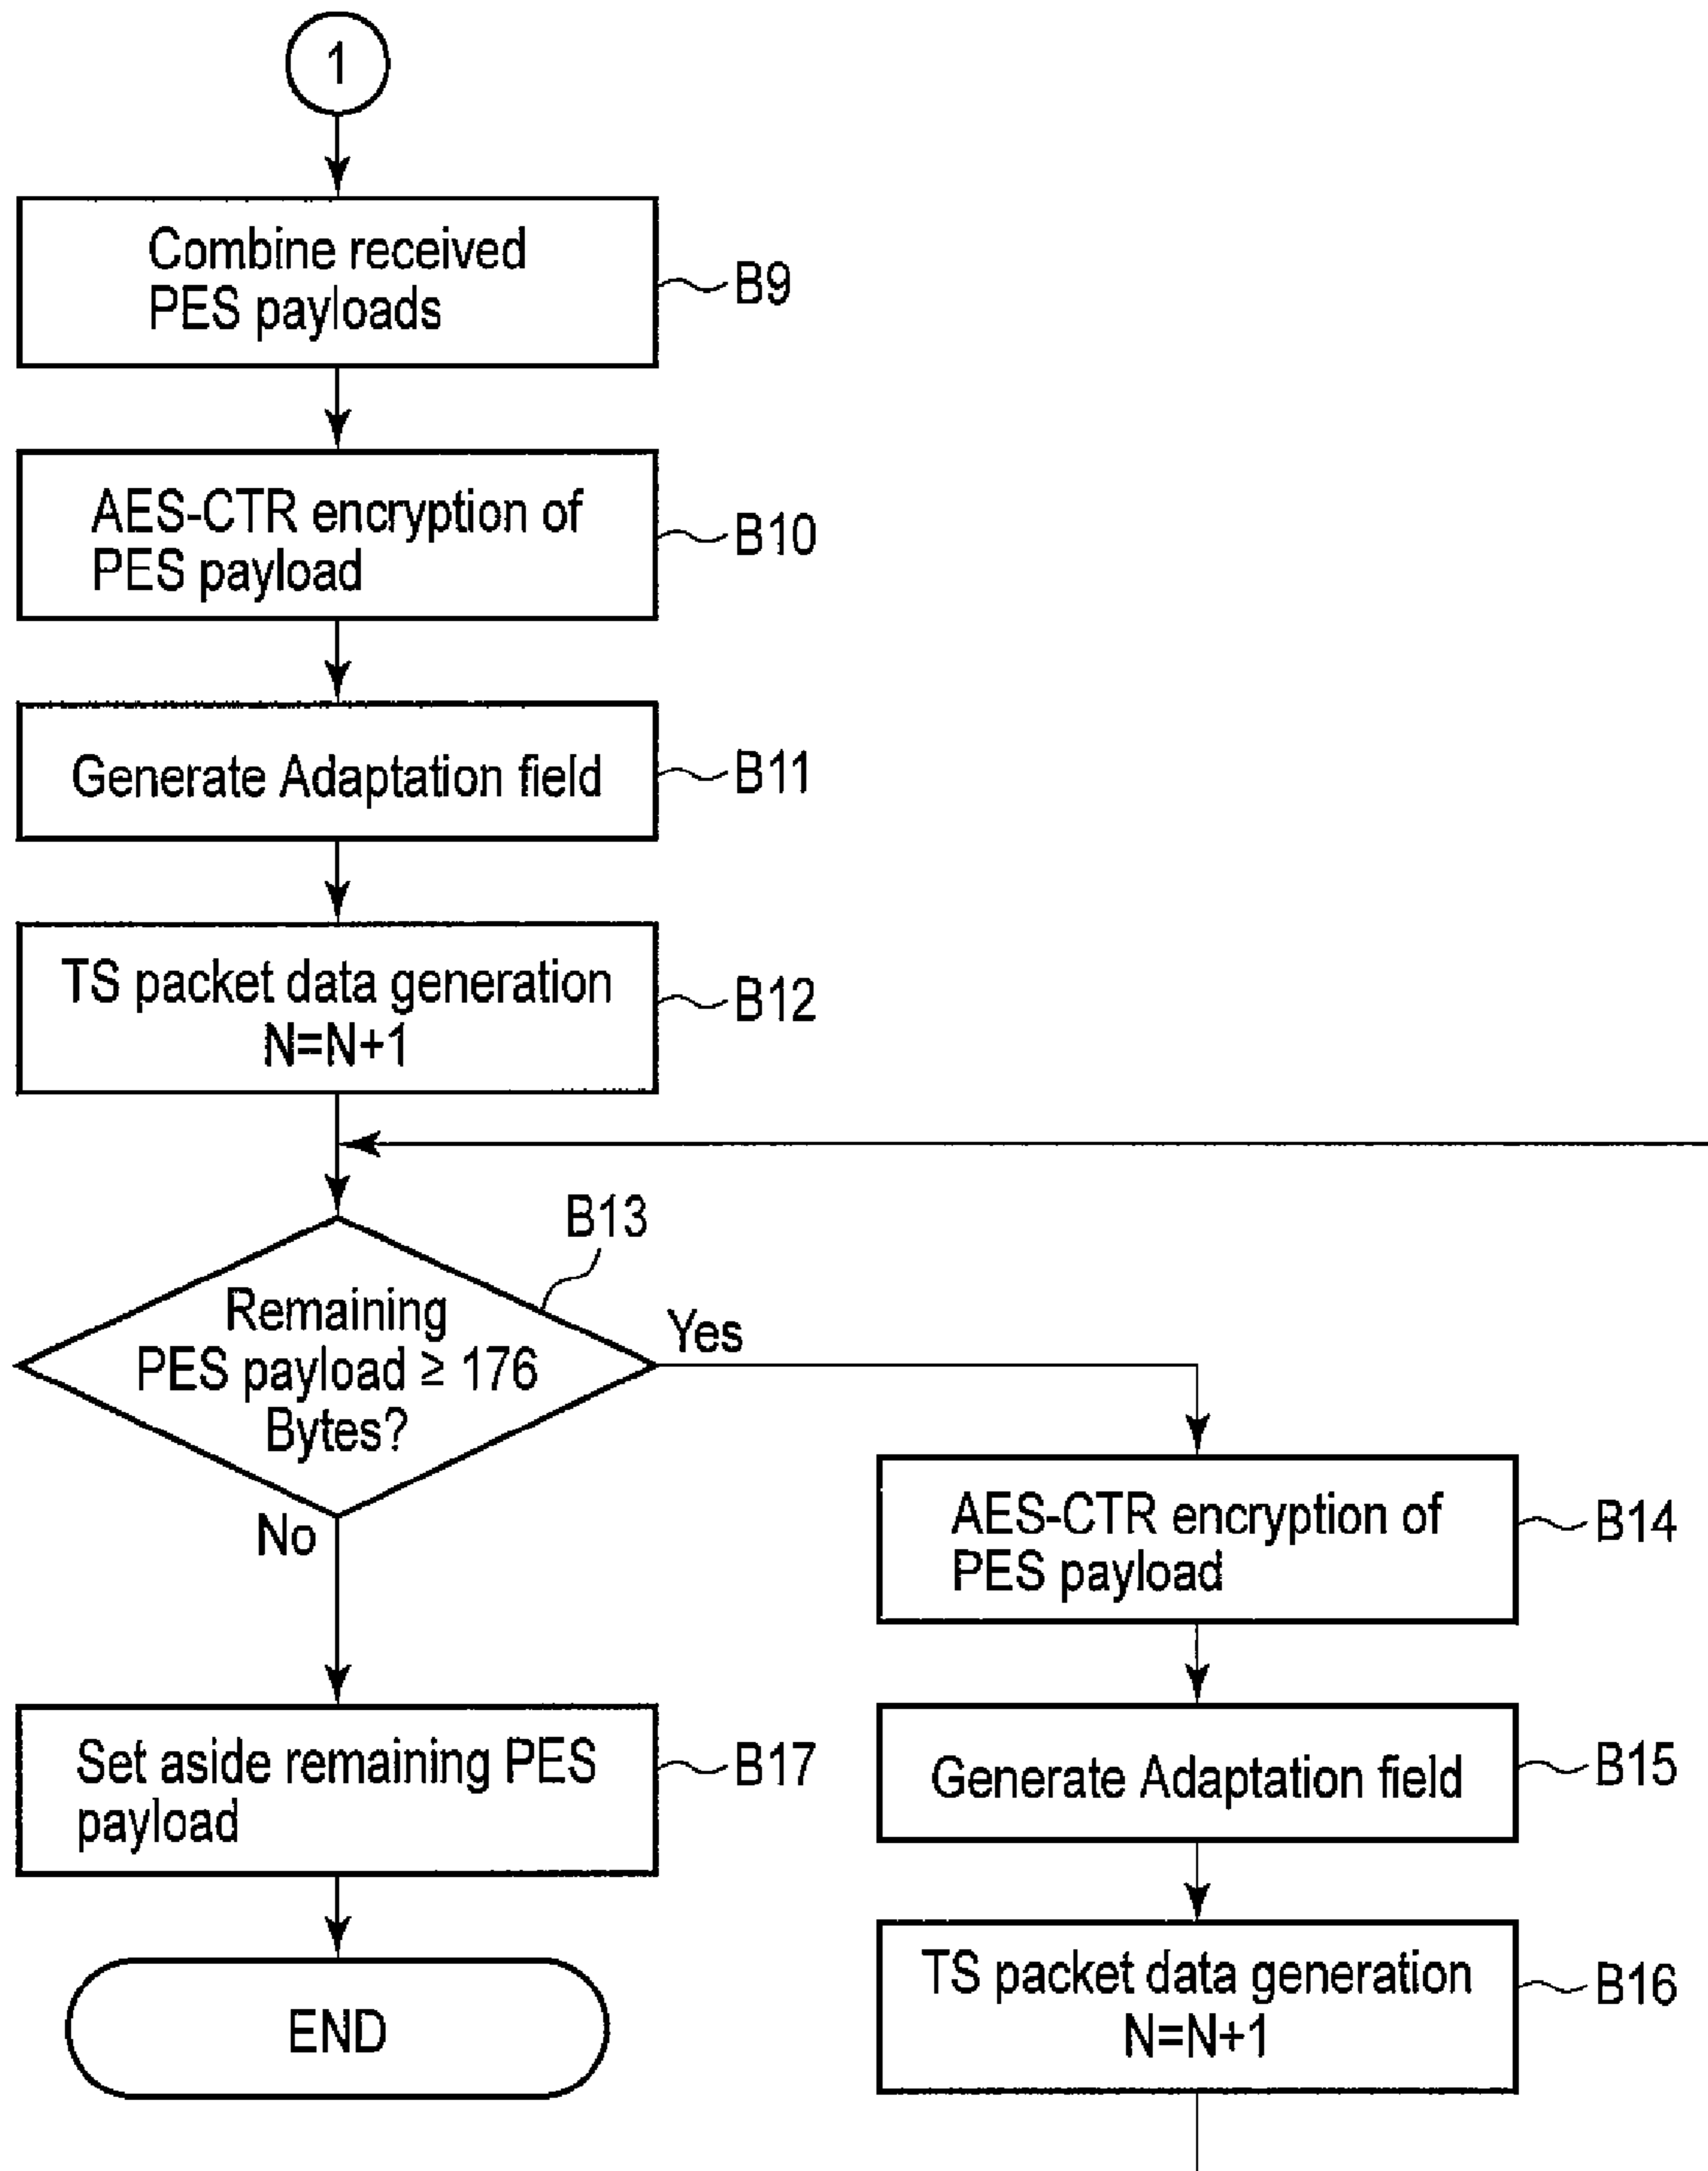 1
Combine received
PES payloads
B9
AES-CTR encryption of
PES payload
B10
Generate Adaptation field
B11
TS packet data generation
N=N+1
B12
B13
Remaining
PES payload ≥ 176
Bytes?
Yes
No
AES-CTR encryption of
PES payload
B14
Generate Adaptation field
B15
TS packet data generation
N=N+1
B16
Set aside remaining PES
payload
B17
END